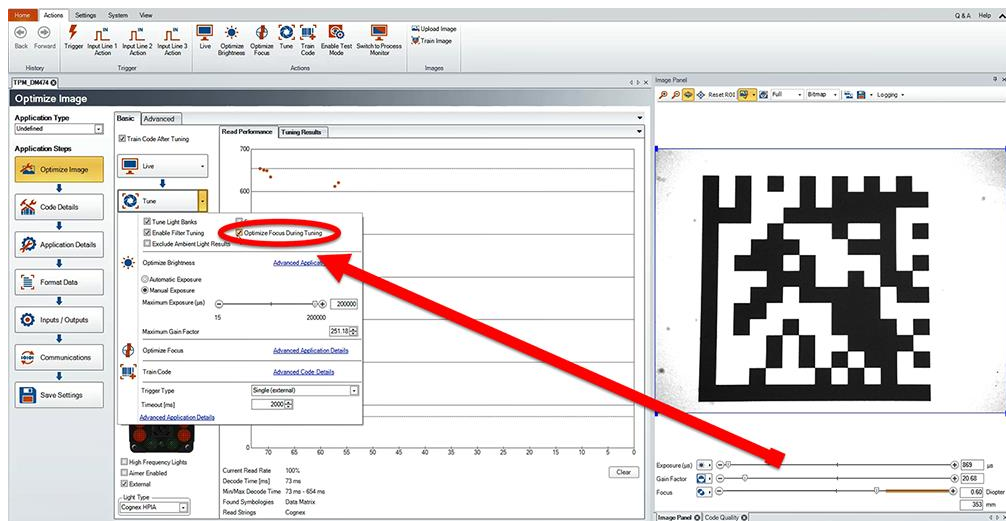 Home Actions Settings System View
Q & A Help
Back Forward
Trigger Input Line 1 Action Input Line 2 Action Input Line 3 Action
Live Optimize Brightness Optimize Focus Tune Train Code Enable Test Mode Switch to Process Monitor
Upload Image
Train Image
History Trigger Actions Images
TPM_DM474
Optimize Image
Application Type
Undefined
Application Steps
Optimize Image
Code Details
Application Details
Format Data
Inputs / Outputs
Communications
Save Settings
Basic Advanced
Train Code After Tuning
Live
Tune
Read Performance Tuning Results
700
600
Tune Light Banks
Enable Filter Tuning
Optimize Focus During Tuning
Exclude Ambient Light Results
Optimize Brightness
Automatic Exposure
Manual Exposure
Maximum Exposure (µs) 200000
15 200000
Maximum Gain Factor 251.18
Optimize Focus Advanced Application Details
Train Code Advanced Code Details
Trigger Type Single (external)
Timeout [ms] 2000
Advanced Application Details
0
70 65 60 55 50 45 40 35 30 25 20 15 10 5 0
High Frequency Lights
Aimer Enabled
External
Light Type
Cognex HPIA
Current Read Rate 100%
Decode Time [ms] 73 ms
Min/Max Decode Time 73 ms - 654 ms
Found Symbologies Data Matrix
Read Strings Cognex
Clear
Image Panel
Reset ROI Full Bitmap Logging
Exposure (µs) 869 µs
Gain Factor 20.68
Focus 0.60 Diopter
353 mm
Image Panel Code Quality